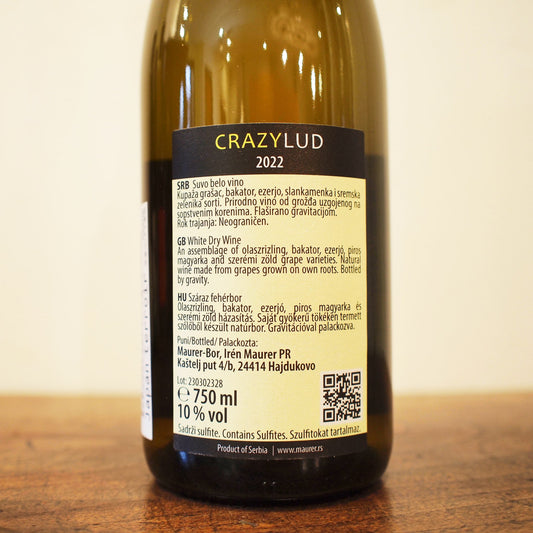 CRAZYLUD
2022
SRB Suvo belo vino
Kupaža grašac, bakator, ezerjo, slankamenka i sremska
zelenika sorti. Prirodno vino od grožđa uzgojenog na
sopstvenim korenima. Flaširano gravitacijom.
Rok trajanja: Neograničen.
GB White Dry Wine
An assemblage of olaszrizling, bakator, ezerjó, piros
magyarka and szerémi zöld grape varieties. Natural
wine made from grapes grown on own roots. Bottled
by gravity.
HU Száraz fehérbor
Olaszrizling, bakator, ezerjó, piros magyarka és
szerémi zöld házasítás. Saját gyökerű tőkéken termett
szőlőből készült natúrbor. Gravitációval palackozva.
Puni/Bottled/ Palackozta:
Maurer-Bor, Irén Maurer PR
Kaštelj put 4/b, 24414 Hajdukovo
Lot: 230302328
℮ 750 ml
10 % vol
Sadrži sulfite. Contains Sulfites. Szulfitokat tartalmaz.
Product of Serbia | www.maurer.rs